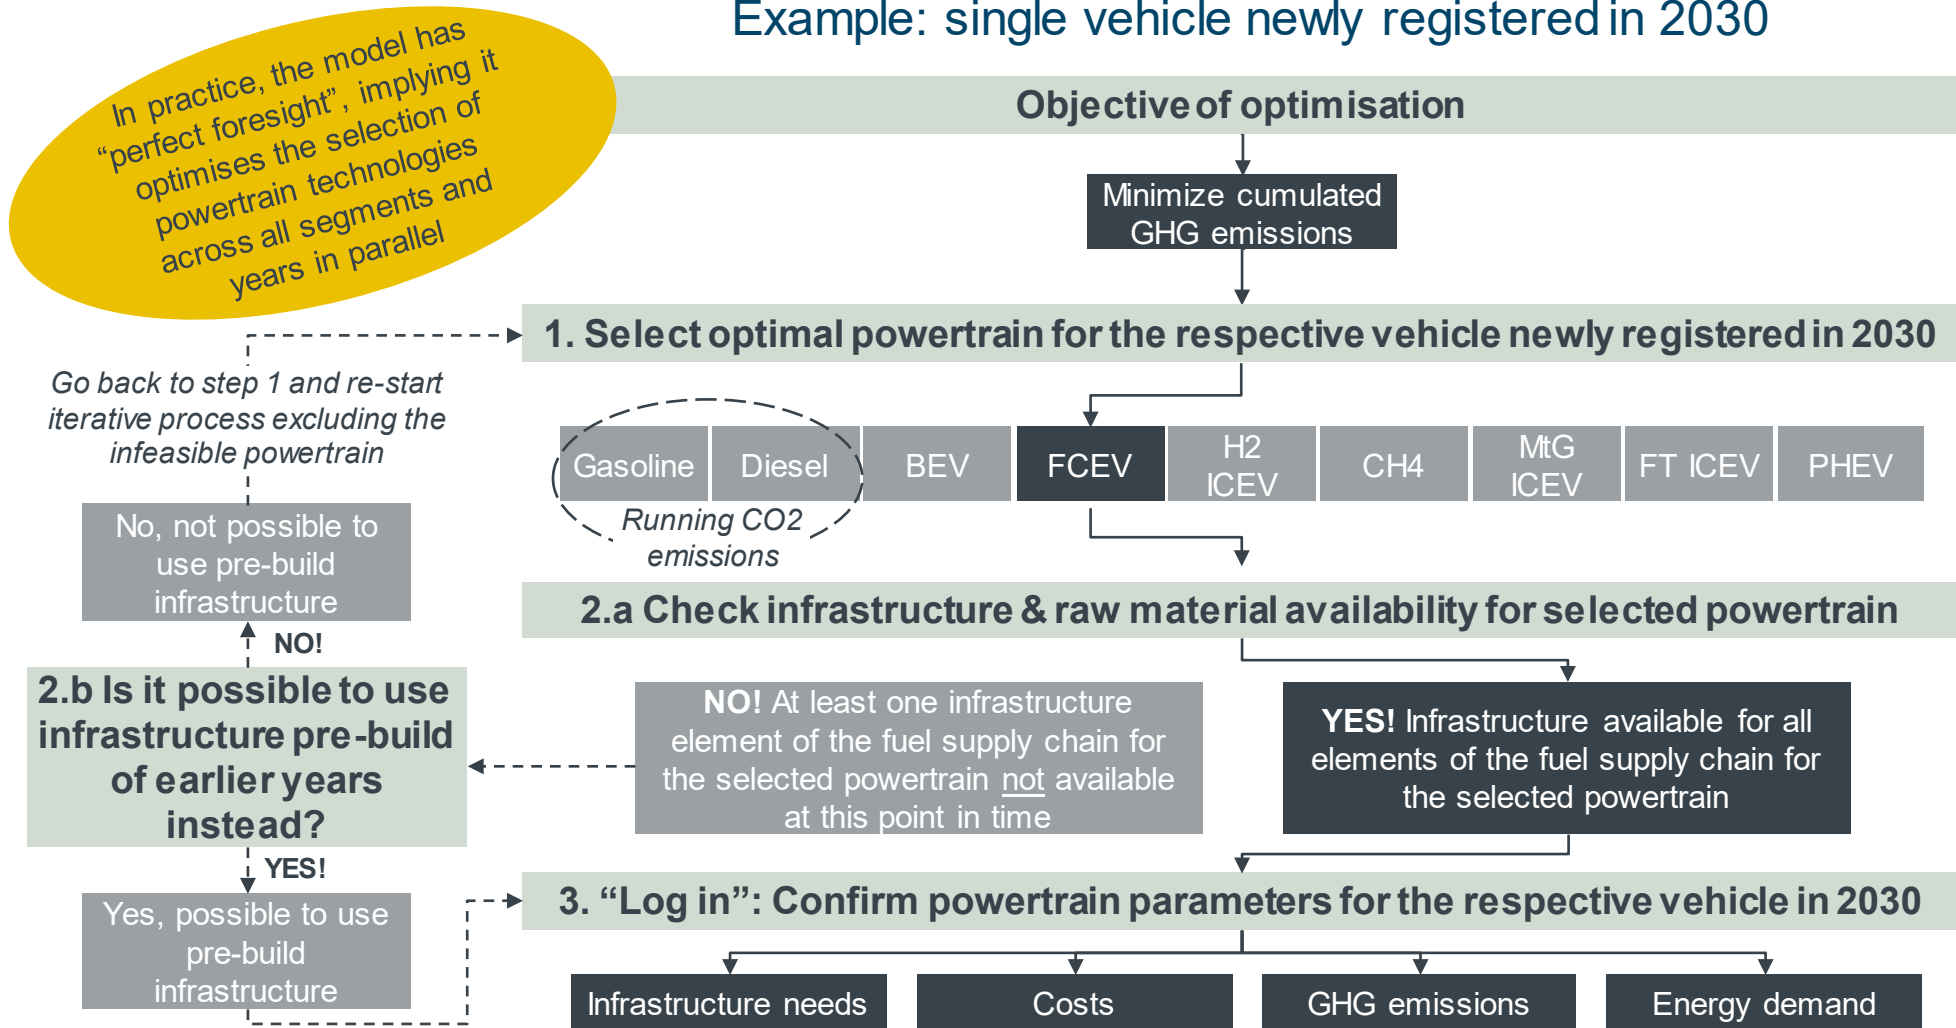 Example: single vehicle newly registered in 2030
In practice, the model has
“perfect foresight”, implying it
optimises the selection of
powertrain technologies
across all segments and
years in parallel
Objective of optimisation
Minimize cumulated
GHG emissions
1. Select optimal powertrain for the respective vehicle newly registered in 2030
Go back to step 1 and re-start
iterative process excluding the
infeasible powertrain
Gasoline
Diesel
BEV
FCEV
H2
ICEV
CH4
MtG
ICEV
FT ICEV
PHEV
Running CO2
emissions
No, not possible to
use pre-build
infrastructure
NO!
2.a Check infrastructure & raw material availability for selected powertrain
2.b Is it possible to use
infrastructure pre-build
of earlier years
instead?
NO! At least one infrastructure
element of the fuel supply chain for
the selected powertrain not available
at this point in time
YES! Infrastructure available for all
elements of the fuel supply chain for
the selected powertrain
YES!
Yes, possible to use
pre-build
infrastructure
3. “Log in”: Confirm powertrain parameters for the respective vehicle in 2030
Infrastructure needs
Costs
GHG emissions
Energy demand